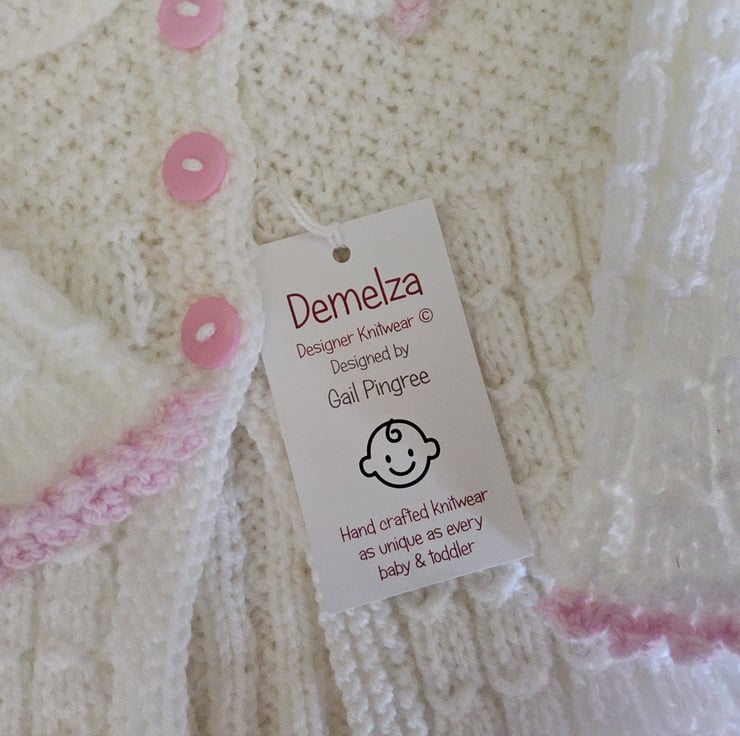 Demelza
Designer Knitwear ©
Designed by
Gail Pingree
Hand crafted knitwear
as unique as every
baby & toddler